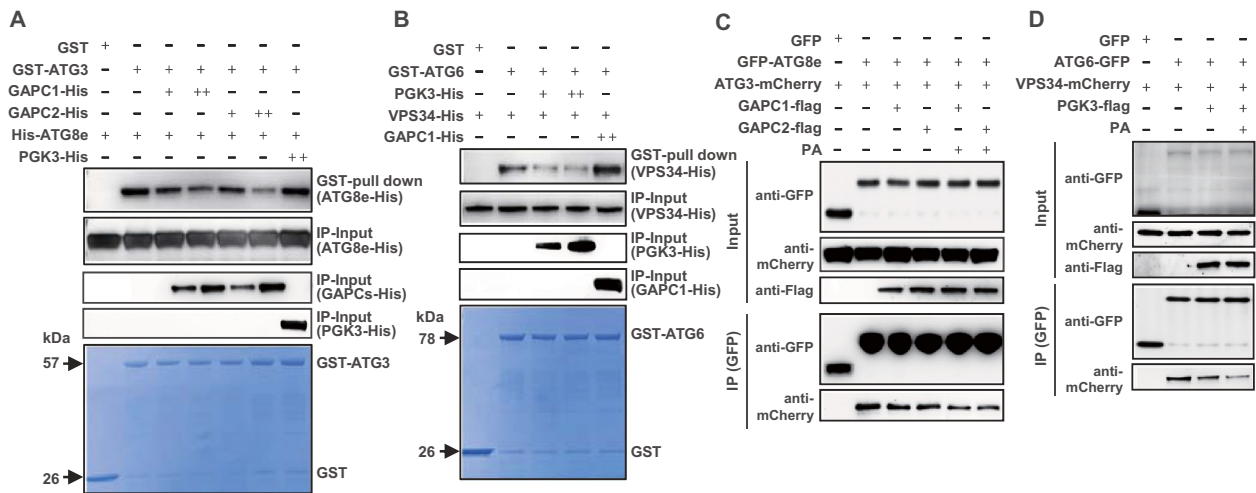 A
GST + − − − − − −
GST-ATG3 − + + + + + +
GAPC1-His − − + ++ − − −
GAPC2-His − − − − + ++ −
His-ATG8e + + + + + + +
PGK3-His − − − − − − ++
GST-pull down
(ATG8e-His)
IP-Input
(ATG8e-His)
IP-Input
(GAPCs-His)
IP-Input
(PGK3-His)
kDa
57
GST-ATG3
26
GST
B
GST + − − − −
GST-ATG6 − + + + +
PGK3-His − − + ++ −
VPS34-His + + + + +
GAPC1-His − − − − ++
GST-pull down
(VPS34-His)
IP-Input
(VPS34-His)
IP-Input
(PGK3-His)
IP-Input
(GAPC1-His)
kDa
78
GST-ATG6
26
GST
C
GFP + − − − − −
GFP-ATG8e − + + + + +
ATG3-mCherry + + + + + +
GAPC1-flag − − + − + −
GAPC2-flag − − − + − +
PA − − − − + +
Input
anti-GFP
anti-
mCherry
anti-Flag
IP (GFP)
anti-GFP
anti-
mCherry
D
GFP + − − −
ATG6-GFP − + + +
VPS34-mCherry + + + +
PGK3-flag − − + +
PA − − − +
Input
anti-GFP
anti-
mCherry
anti-Flag
IP (GFP)
anti-GFP
anti-
mCherry